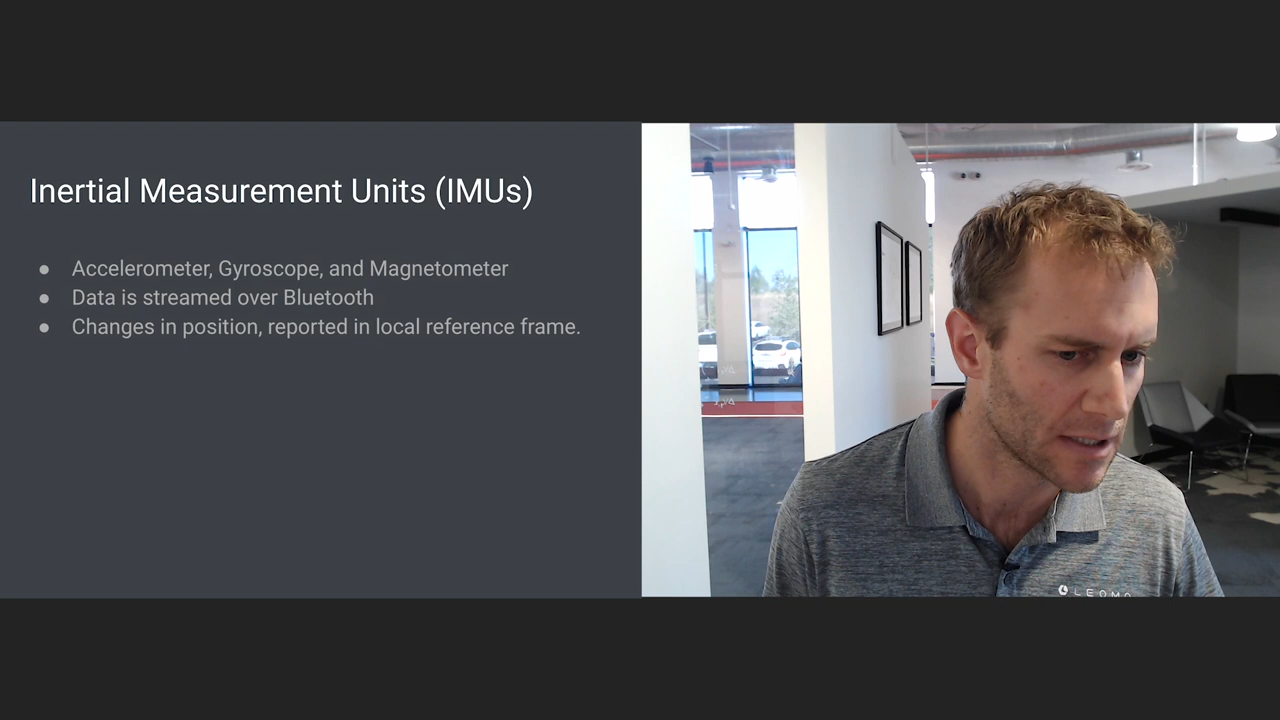 Inertial Measurement Units (IMUs)
● Accelerometer, Gyroscope, and Magnetometer
● Data is streamed over Bluetooth
● Changes in position, reported in local reference frame.
LEOMO